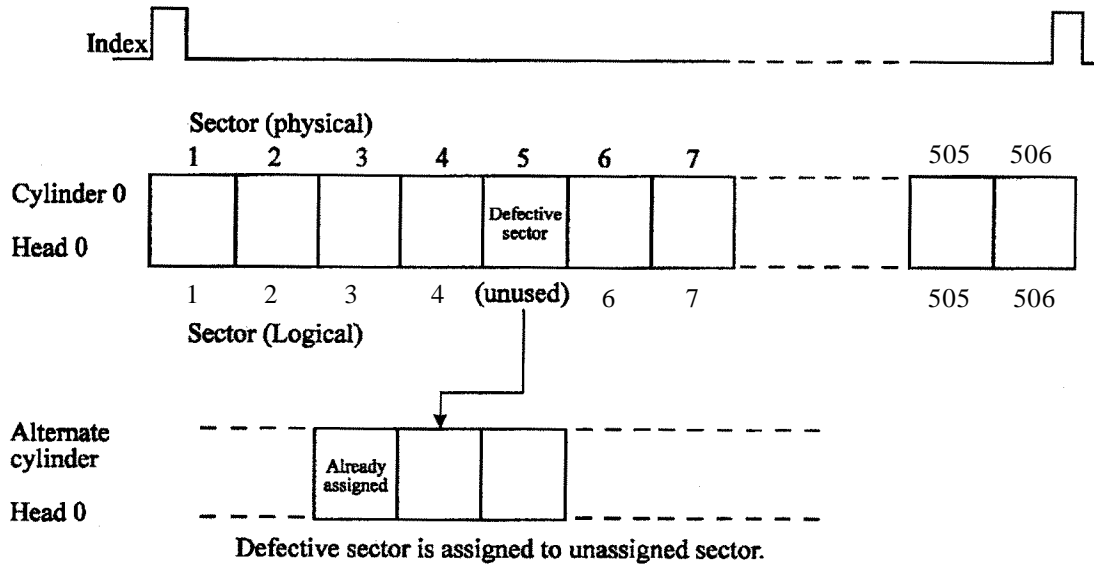 Index
Sector (physical)
1 2 3 4 5 6 7 505 506
Cylinder 0
Head 0
Defective
sector
1 2 3 4 (unused) 6 7 505 506
Sector (Logical)
Alternate
cylinder
Head 0
Already
assigned
Defective sector is assigned to unassigned sector.